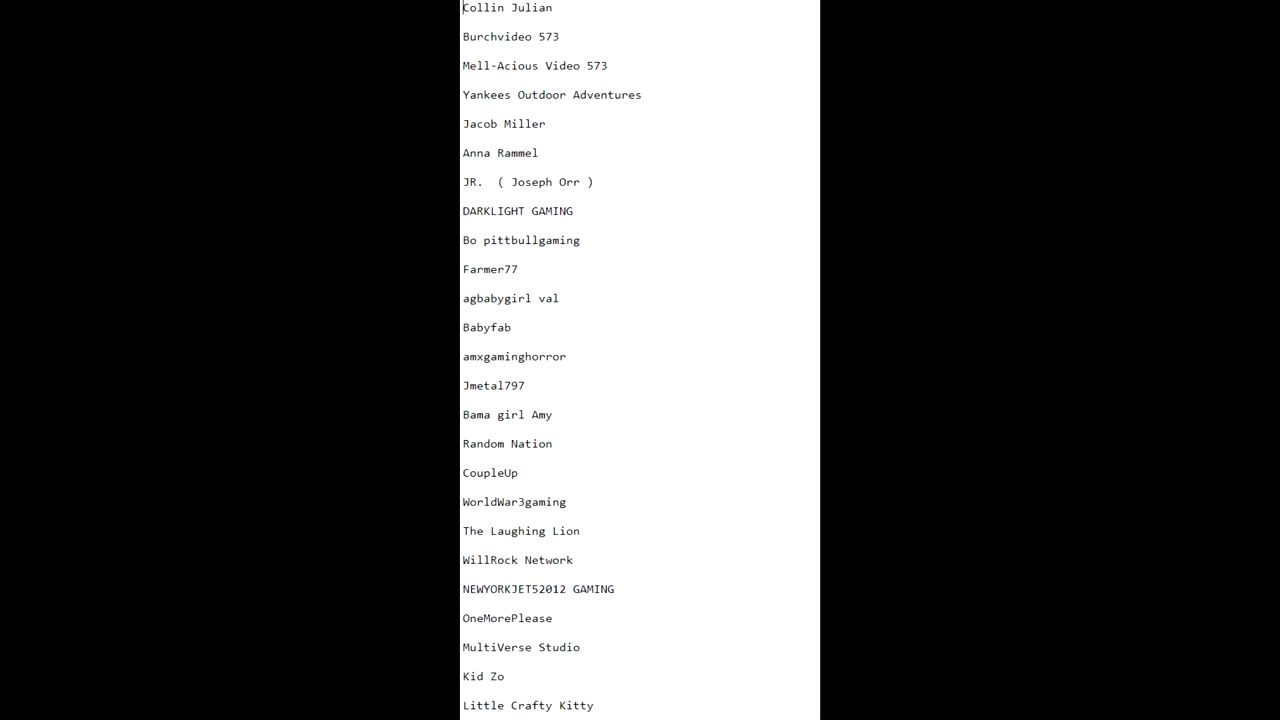 Collin Julian
Burchvideo 573
Mell-Acious Video 573
Yankees Outdoor Adventures
Jacob Miller
Anna Rammel
JR.  ( Joseph Orr )
DARKLIGHT GAMING
Bo pittbullgaming
Farmer77
agbabygirl val
Babyfab
amxgaminghorror
Jmetal797
Bama girl Amy
Random Nation
CoupleUp
WorldWar3gaming
The Laughing Lion
WillRock Network
NEWYORKJET52012 GAMING
OneMorePlease
MultiVerse Studio
Kid Zo
Little Crafty Kitty